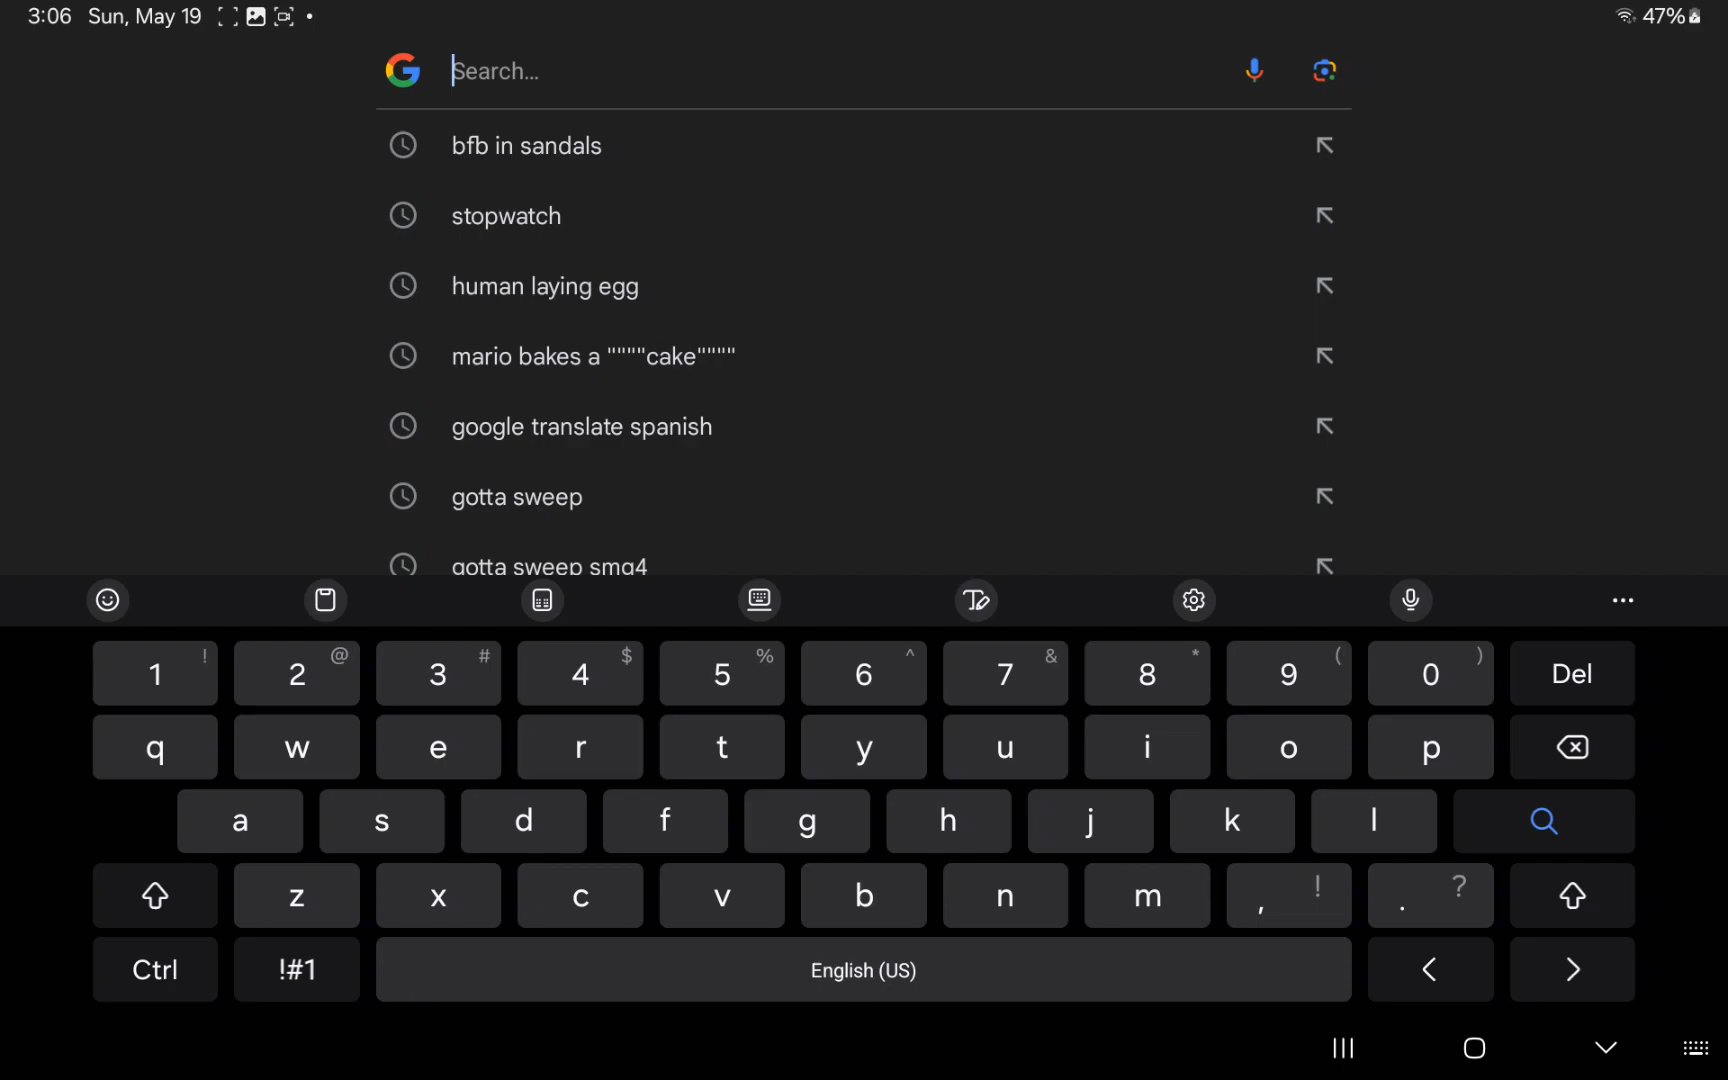 3:06 Sun, May 19 47%
Search...
bfb in sandals
stopwatch
human laying egg
mario bakes a """"cake""""
google translate spanish
gotta sweep
gotta sweep smg4
1 ! 2 @ 3 # 4 $ 5 % 6 ^ 7 & 8 * 9 ( 0 ) Del
q w e r t y u i o p
a s d f g h j k l
z x c v b n m , ! . ?
Ctrl !#1 English (US) < >